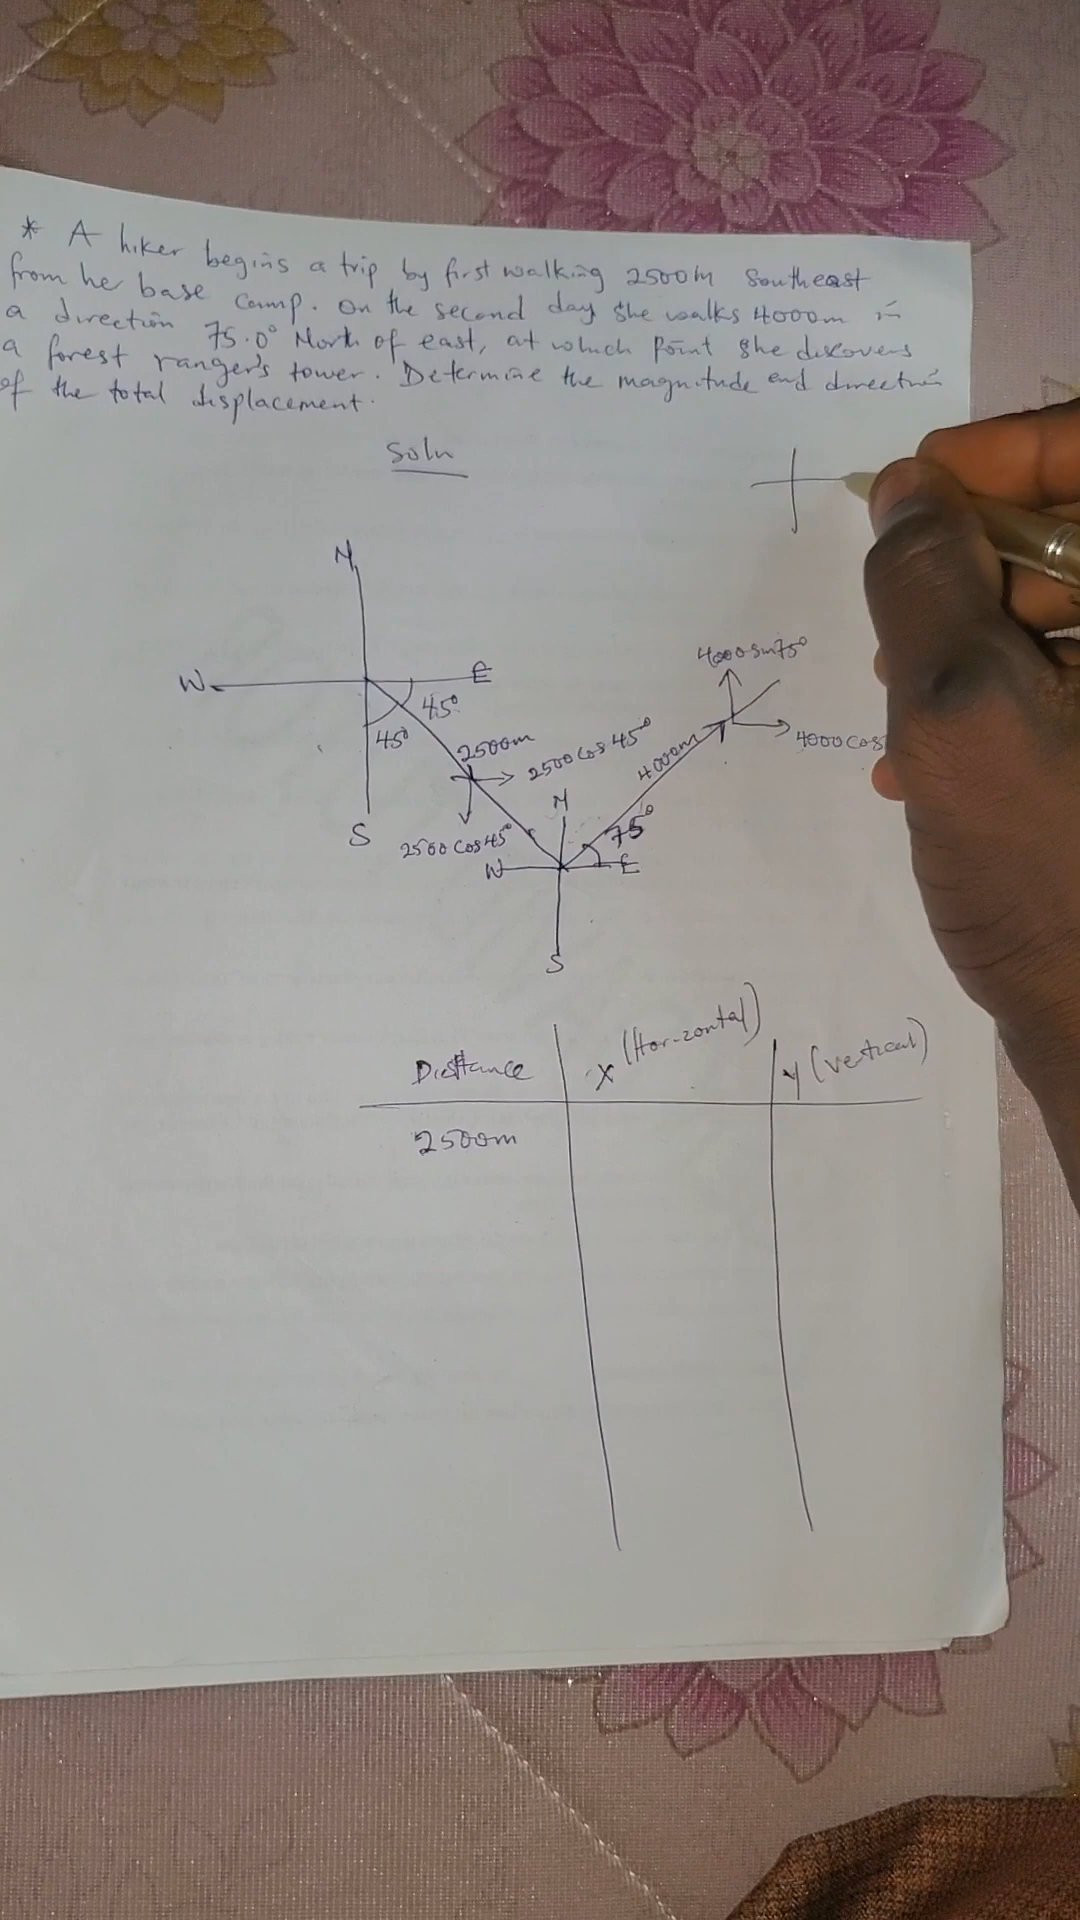 * A hiker begins a trip by first walking 2500m Southeast
from her base Camp. On the second day she walks 4000m in
a direction 75.0° North of east, at which point she discovers
a forest ranger's tower. Determine the magnitude and direction
of the total displacement.
Soln
N
W E
45°
45°
S
2500m
2500 Cos 45°
2500 Cos 45°
4000 Sin 75°
4000 Cos
4000m
N
75°
W E
S
Distance X (Horizontal) Y (vertical)
2500m